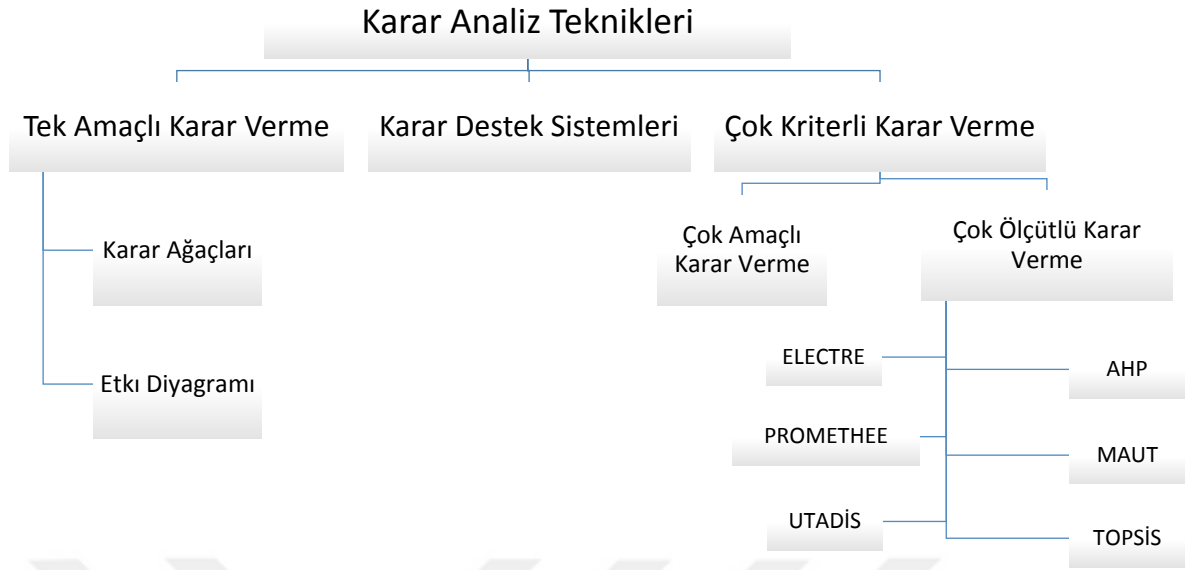 Karar Analiz Teknikleri
Tek Amaçlı Karar Verme
Karar Destek Sistemleri
Çok Kriterli Karar Verme
Karar Ağaçları
Etkı Diyagramı
Çok Amaçlı
Karar Verme
Çok Ölçütlü Karar
Verme
ELECTRE
AHP
PROMETHEE
MAUT
UTADİS
TOPSİS